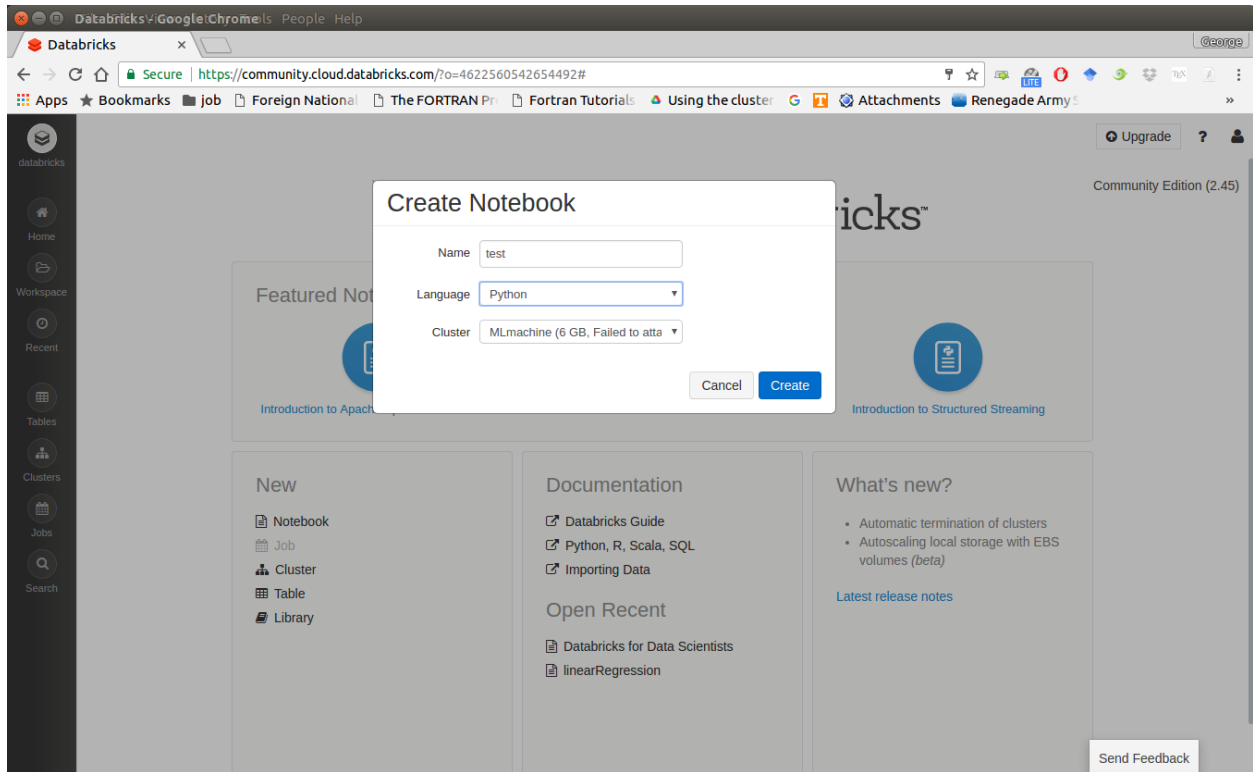 Databricks - Google Chrome Tools People Help
Databricks
George
Secure | https://community.cloud.databricks.com/?o=4622560542654492#
LITE
Apps Bookmarks job Foreign National The FORTRAN Pr Fortran Tutorials Using the cluster Attachments Renegade Army S »
databricks
Upgrade ?
Community Edition (2.45)
Home
Workspace
Recent
Tables
Clusters
Jobs
Search
ricks™
Create Notebook
Name test
Language Python
Cluster MLmachine (6 GB, Failed to atta
Cancel Create
Featured Not
Introduction to Apach
Introduction to Structured Streaming
New
Notebook
Job
Cluster
Table
Library
Documentation
Databricks Guide
Python, R, Scala, SQL
Importing Data
Open Recent
Databricks for Data Scientists
linearRegression
What's new?
• Automatic termination of clusters
• Autoscaling local storage with EBS
volumes (beta)
Latest release notes
Send Feedback